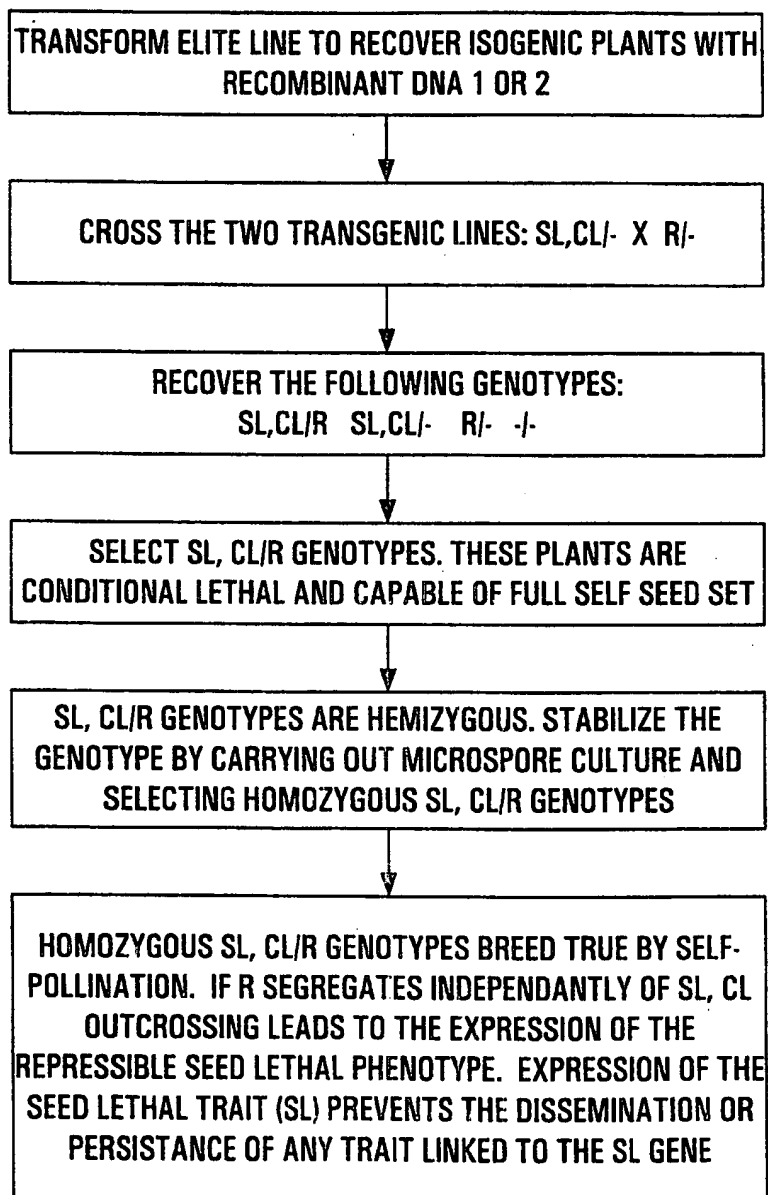 TRANSFORM ELITE LINE TO RECOVER ISOGENIC PLANTS WITH
RECOMBINANT DNA 1 OR 2
CROSS THE TWO TRANSGENIC LINES: SL,CL/- X R/-
RECOVER THE FOLLOWING GENOTYPES:
SL,CL/R SL,CL/- R/- -/-
SELECT SL, CL/R GENOTYPES. THESE PLANTS ARE
CONDITIONAL LETHAL AND CAPABLE OF FULL SELF SEED SET
SL, CL/R GENOTYPES ARE HEMIZYGOUS. STABILIZE THE
GENOTYPE BY CARRYING OUT MICROSPORE CULTURE AND
SELECTING HOMOZYGOUS SL, CL/R GENOTYPES
HOMOZYGOUS SL, CL/R GENOTYPES BREED TRUE BY SELF-
POLLINATION. IF R SEGREGATES INDEPENDANTLY OF SL, CL
OUTCROSSING LEADS TO THE EXPRESSION OF THE
REPRESSIBLE SEED LETHAL PHENOTYPE. EXPRESSION OF THE
SEED LETHAL TRAIT (SL) PREVENTS THE DISSEMINATION OR
PERSISTANCE OF ANY TRAIT LINKED TO THE SL GENE